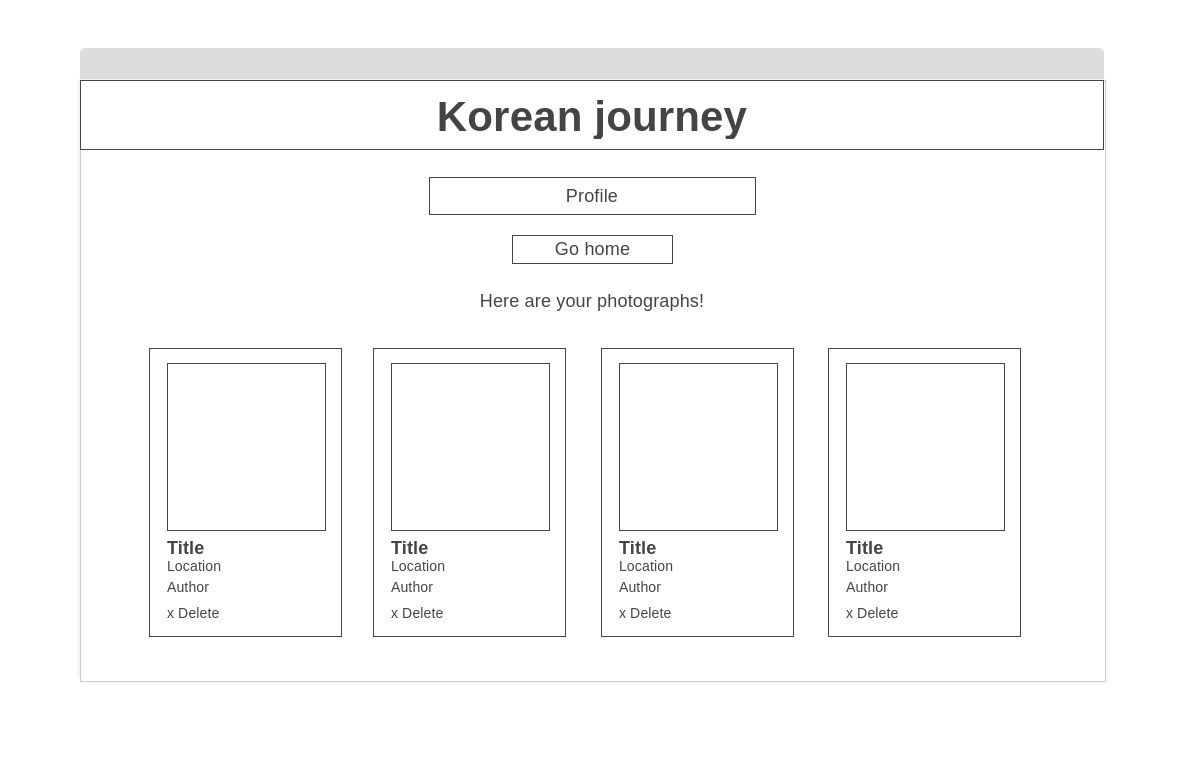 Korean journey
Profile
Go home
Here are your photographs!
Title
Location
Author
x Delete
Title
Location
Author
x Delete
Title
Location
Author
x Delete
Title
Location
Author
x Delete